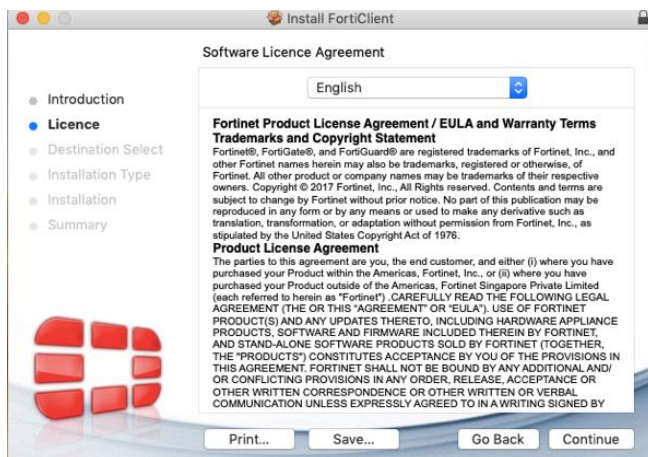 Install FortiClient
Software Licence Agreement
English
Introduction
Licence
Destination Select
Installation Type
Installation
Summary
Fortinet Product License Agreement / EULA and Warranty Terms
Trademarks and Copyright Statement
Fortinet®, FortiGate®, and FortiGuard® are registered trademarks of Fortinet, Inc., and
other Fortinet names herein may also be trademarks, registered or otherwise, of
Fortinet. All other product or company names may be trademarks of their respective
owners. Copyright © 2017 Fortinet, Inc., All Rights reserved. Contents and terms are
subject to change by Fortinet without prior notice. No part of this publication may be
reproduced in any form or by any means or used to make any derivative such as
translation, transformation, or adaptation without permission from Fortinet, Inc., as
stipulated by the United States Copyright Act of 1976.
Product License Agreement
The parties to this agreement are you, the end customer, and either (i) where you have
purchased your Product within the Americas, Fortinet, Inc., or (ii) where you have
purchased your Product outside of the Americas, Fortinet Singapore Private Limited
(each referred to herein as "Fortinet") .CAREFULLY READ THE FOLLOWING LEGAL
AGREEMENT (THE OR THIS "AGREEMENT" OR "EULA"). USE OF FORTINET
PRODUCT(S) AND ANY UPDATES THERETO, INCLUDING HARDWARE APPLIANCE
PRODUCTS, SOFTWARE AND FIRMWARE INCLUDED THEREIN BY FORTINET,
AND STAND-ALONE SOFTWARE PRODUCTS SOLD BY FORTINET (TOGETHER,
THE "PRODUCTS") CONSTITUTES ACCEPTANCE BY YOU OF THE PROVISIONS IN
THIS AGREEMENT. FORTINET SHALL NOT BE BOUND BY ANY ADDITIONAL AND/
OR CONFLICTING PROVISIONS IN ANY ORDER, RELEASE, ACCEPTANCE OR
OTHER WRITTEN CORRESPONDENCE OR OTHER WRITTEN OR VERBAL
COMMUNICATION UNLESS EXPRESSLY AGREED TO IN A WRITING SIGNED BY
Print... Save... Go Back Continue